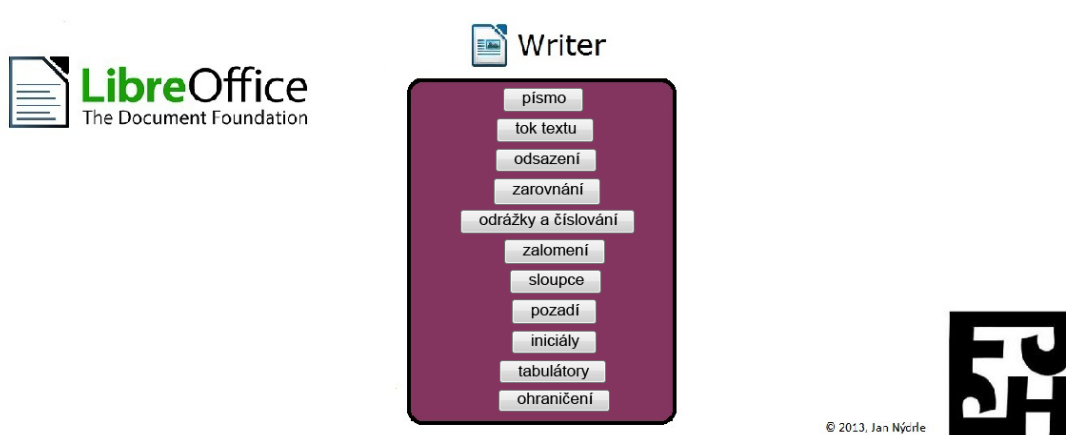 Writer
LibreOffice
The Document Foundation
písmo
tok textu
odsazení
zarovnání
odrážky a číslování
zalomení
sloupce
pozadí
iniciály
tabulátory
ohraničení
© 2013, Jan Nýdrle